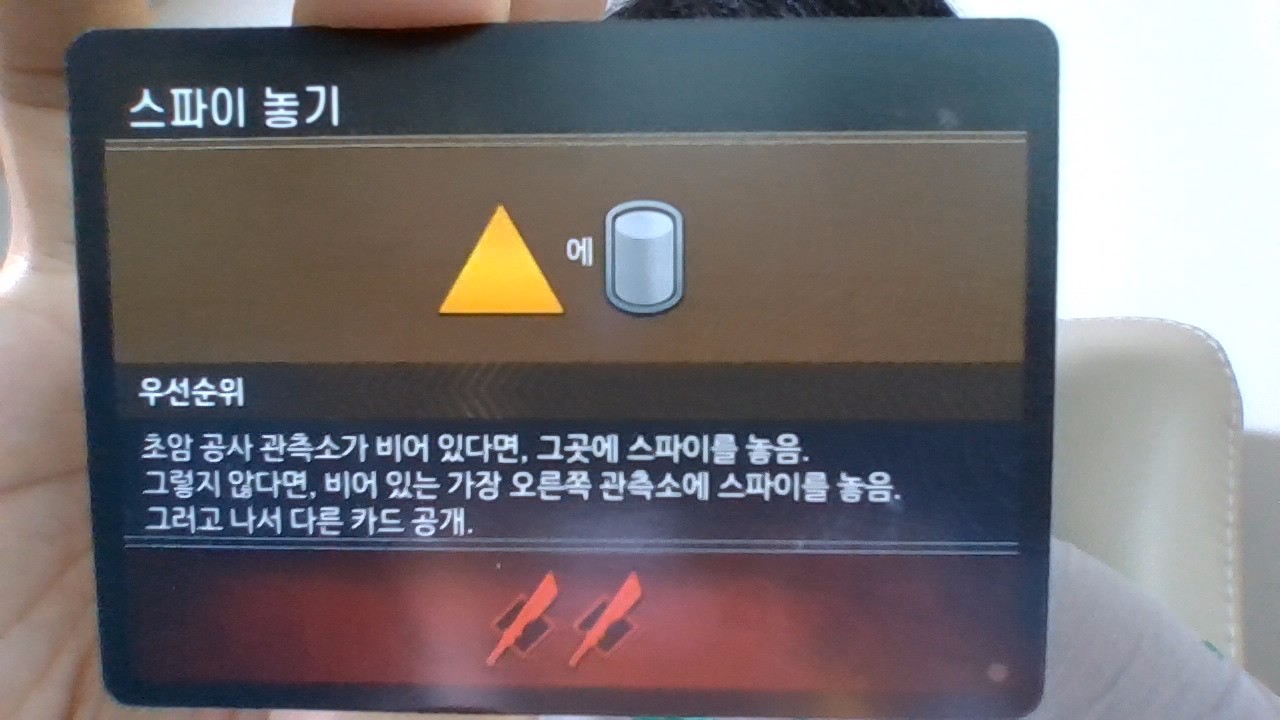 스파이 놓기
에
우선순위
초암 공사 관측소가 비어 있다면, 그곳에 스파이를 놓음.
그렇지 않다면, 비어 있는 가장 오른쪽 관측소에 스파이를 놓음.
그러고 나서 다른 카드 공개.